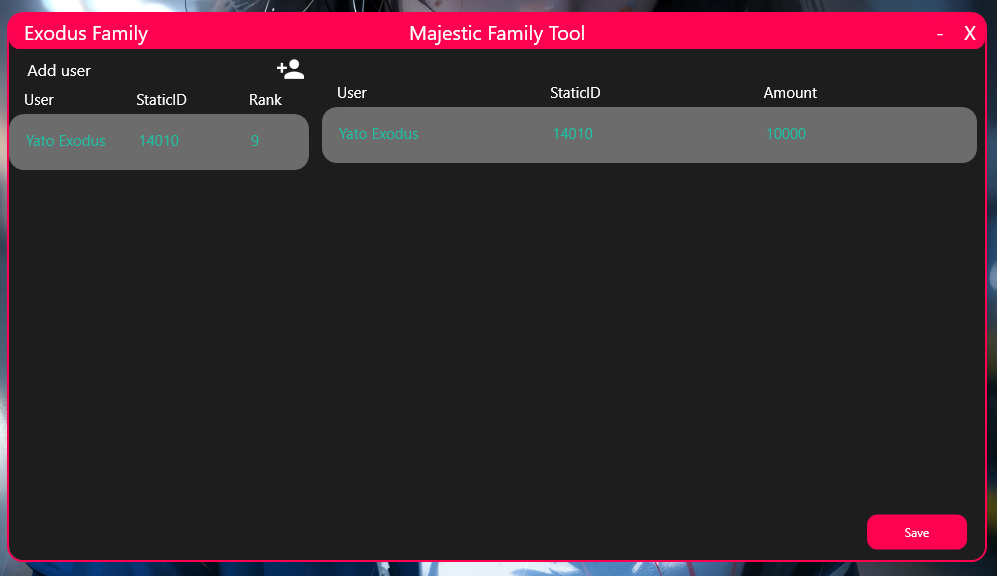 Exodus Family Majestic Family Tool - X
Add user
User StaticID Rank
Yato Exodus 14010 9
User StaticID Amount
Yato Exodus 14010 10000
Save